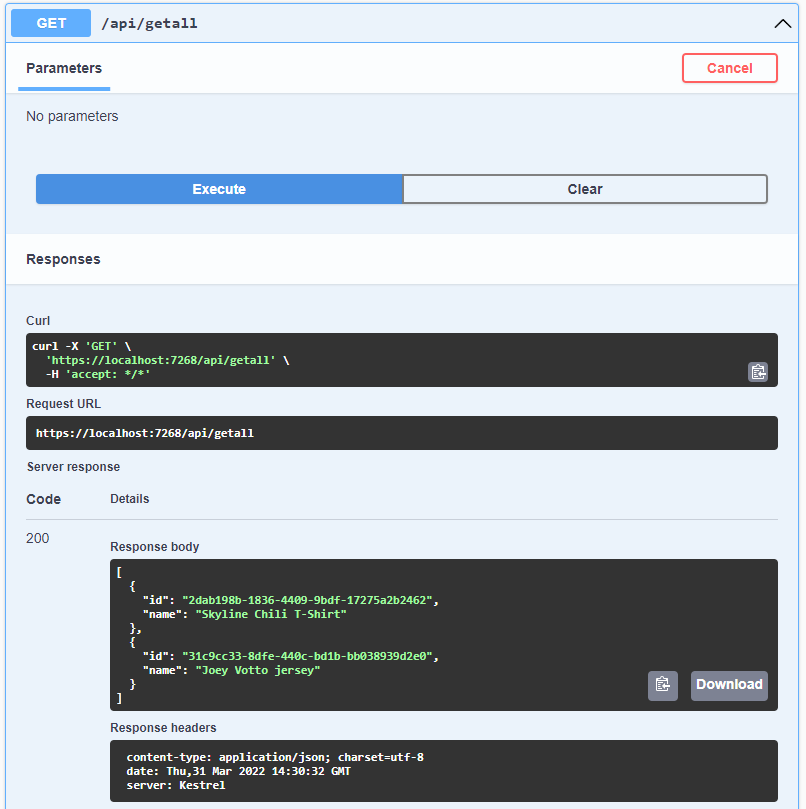 GET /api/getall
Parameters
Cancel
No parameters
Execute
Clear
Responses
Curl
curl -X 'GET' \
  'https://localhost:7268/api/getall' \
  -H 'accept: */*'
Request URL
https://localhost:7268/api/getall
Server response
Code Details
200
Response body
[
  {
    "id": "2dab198b-1836-4409-9bdf-17275a2b2462",
    "name": "Skyline Chili T-Shirt"
  },
  {
    "id": "31c9cc33-8dfe-440c-bd1b-bb038939d2e0",
    "name": "Joey Votto jersey"
  }
]
Download
Response headers
content-type: application/json; charset=utf-8
date: Thu,31 Mar 2022 14:30:32 GMT
server: Kestrel